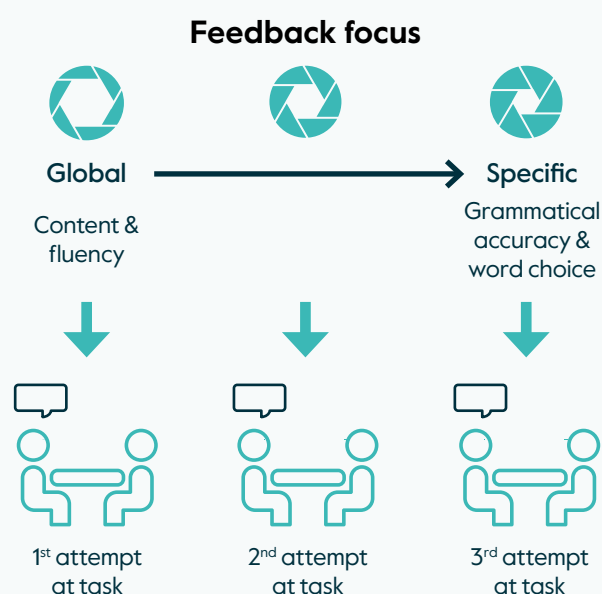 Feedback focus
Global
Specific
Content &
fluency
Grammatical
accuracy &
word choice
1st attempt
at task
2nd attempt
at task
3rd attempt
at task